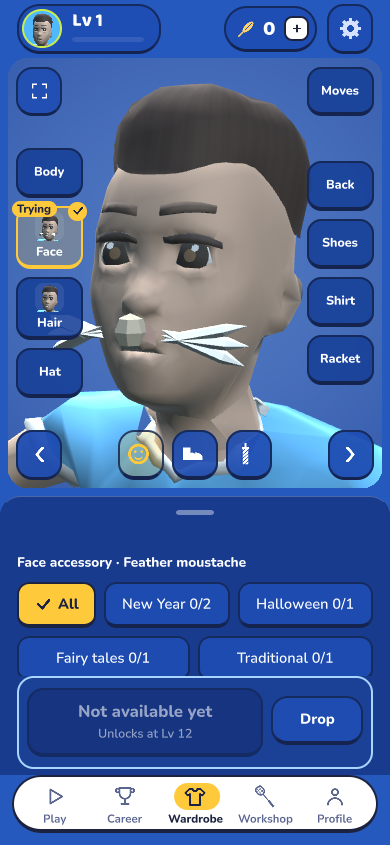 Lv 1
0
+
Moves
Body
Back
Trying
Face
Shoes
Hair
Shirt
Hat
Racket
Face accessory · Feather moustache
All
New Year 0/2
Halloween 0/1
Fairy tales 0/1
Traditional 0/1
Not available yet
Unlocks at Lv 12
Drop
Play
Career
Wardrobe
Workshop
Profile